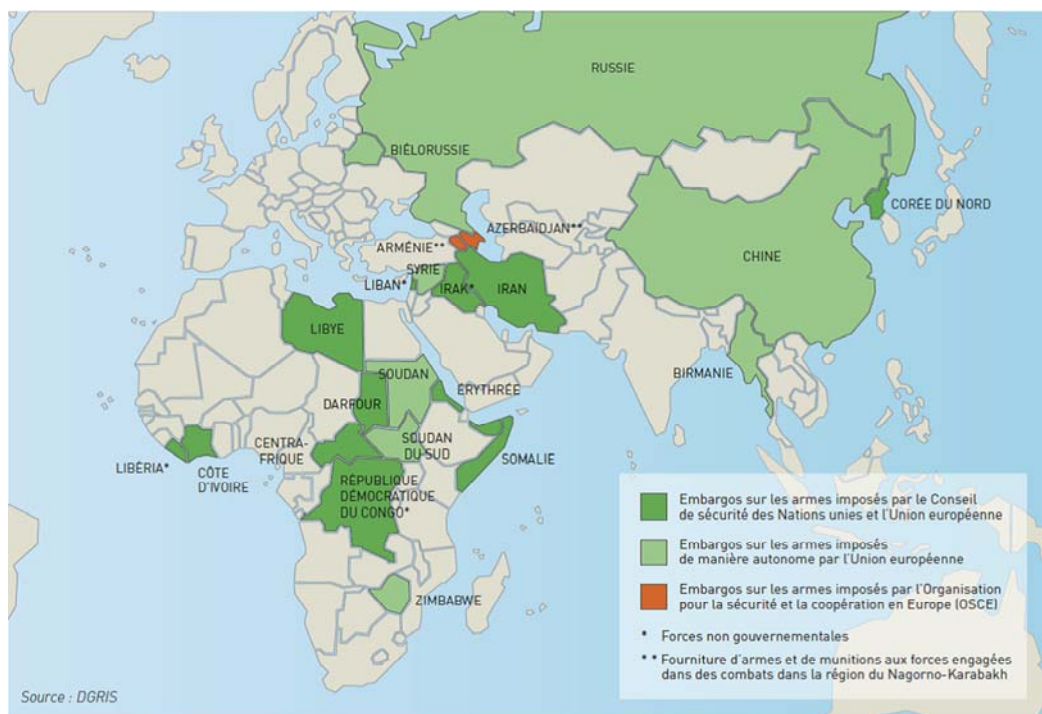 RUSSIE
BIÉLORUSSIE
CORÉE DU NORD
AZERBAÏDJAN**
ARMÉNIE**
CHINE
SYRIE
LIBAN*
IRAK*
IRAN
LIBYE
BIRMANIE
SOUDAN
ÉRYTHRÉE
DARFOUR
CENTRA-
FRIQUE
SOUDAN
DU-SUD
SOMALIE
LIBÉRIA*
CÔTE
D'IVOIRE
RÉPUBLIQUE
DÉMOCRATIQUE
DU CONGO*
ZIMBABWE
Embargos sur les armes imposés par le Conseil
de sécurité des Nations unies et l'Union européenne
Embargos sur les armes imposés
de manière autonome par l'Union européenne
Embargos sur les armes imposés par l'Organisation
pour la sécurité et la coopération en Europe (OSCE)
* Forces non gouvernementales
** Fourniture d'armes et de munitions aux forces engagées
dans des combats dans la région du Nagorno-Karabakh
Source : DGRIS